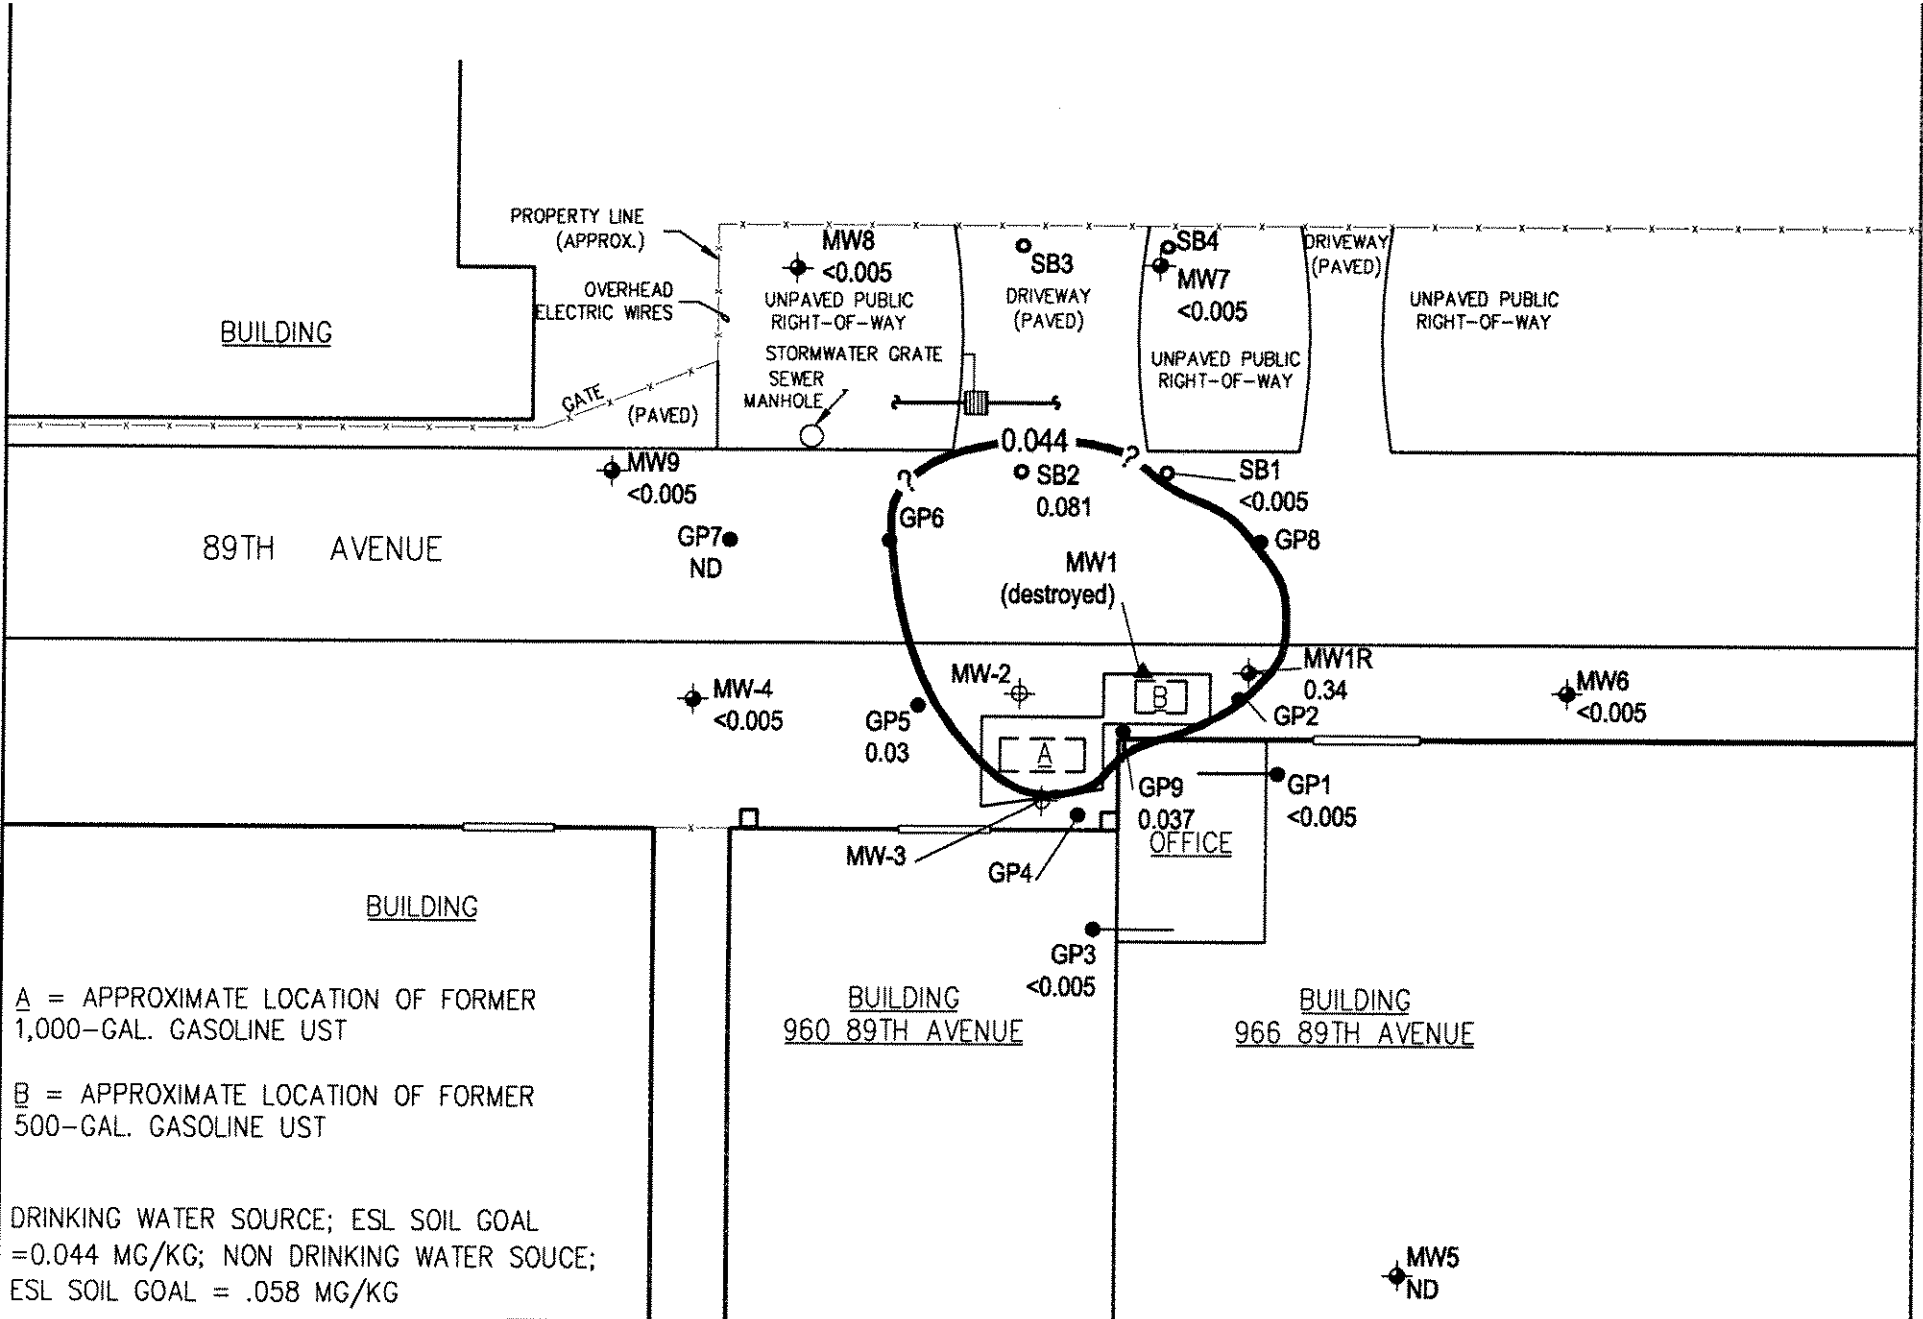 PROPERTY LINE
(APPROX.)
OVERHEAD
ELECTRIC WIRES
BUILDING
GATE
(PAVED)
MW8
<0.005
UNPAVED PUBLIC
RIGHT-OF-WAY
STORMWATER GRATE
SEWER
MANHOLE
SB3
DRIVEWAY
(PAVED)
SB4
MW7
<0.005
UNPAVED PUBLIC
RIGHT-OF-WAY
DRIVEWAY
(PAVED)
UNPAVED PUBLIC
RIGHT-OF-WAY
0.044
?
?
MW9
<0.005
SB2
0.081
SB1
<0.005
89TH AVENUE
GP7
ND
GP6
GP8
MW1
(destroyed)
MW-4
<0.005
GP5
0.03
MW-2
B
A
MW1R
0.34
GP2
MW6
<0.005
GP9
0.037
OFFICE
GP1
<0.005
MW-3
GP4
GP3
<0.005
BUILDING
BUILDING
960 89TH AVENUE
BUILDING
966 89TH AVENUE
A = APPROXIMATE LOCATION OF FORMER
1,000-GAL. GASOLINE UST
B = APPROXIMATE LOCATION OF FORMER
500-GAL. GASOLINE UST
DRINKING WATER SOURCE; ESL SOIL GOAL
=0.044 MG/KG; NON DRINKING WATER SOUCE;
ESL SOIL GOAL = .058 MG/KG
MW5
ND